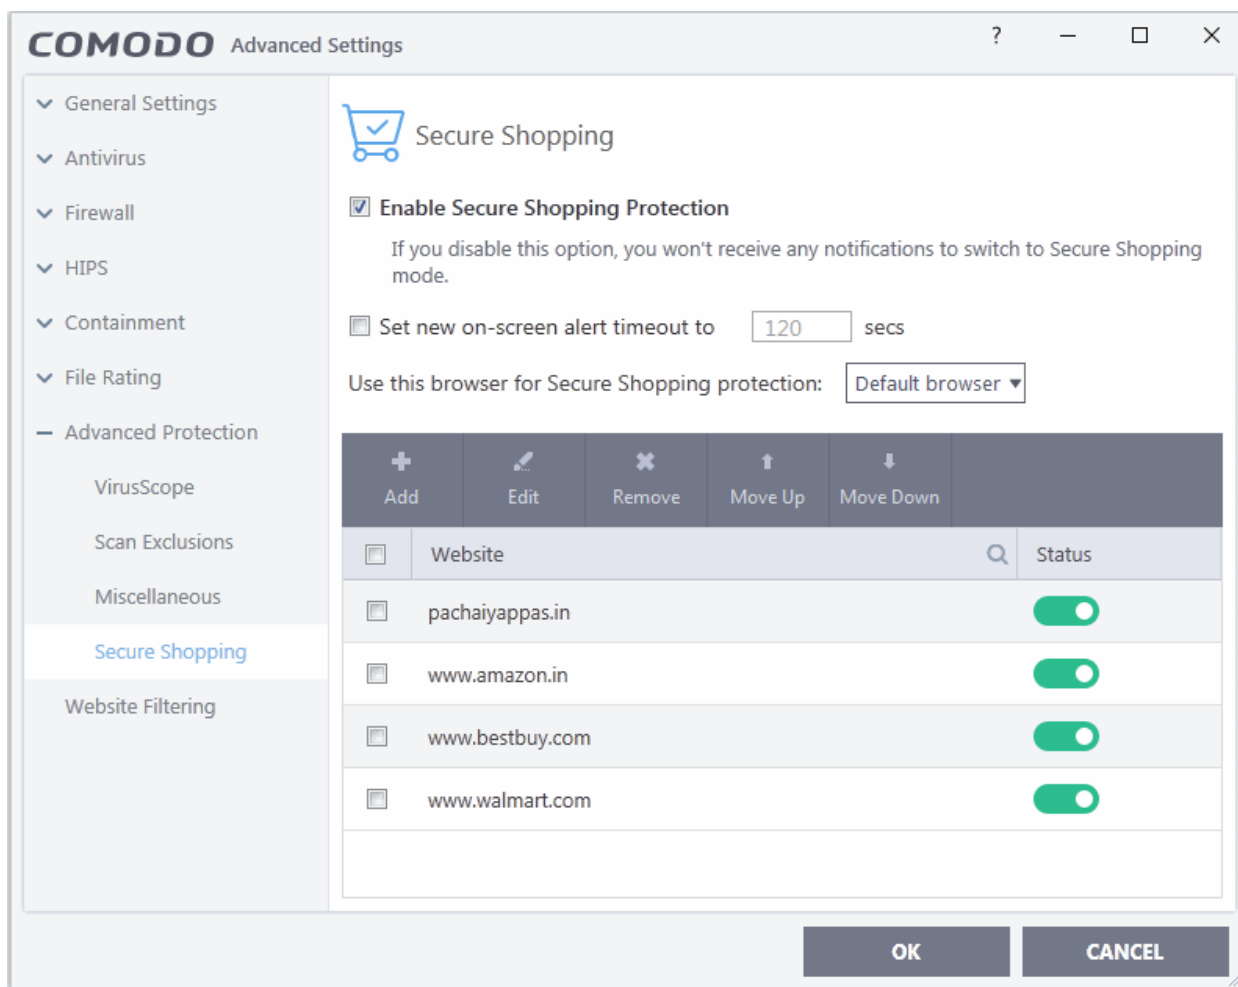 COMODO Advanced Settings ?
General Settings
Antivirus
Firewall
HIPS
Containment
File Rating
Advanced Protection
VirusScope
Scan Exclusions
Miscellaneous
Secure Shopping
Website Filtering
Secure Shopping
Enable Secure Shopping Protection
If you disable this option, you won't receive any notifications to switch to Secure Shopping
mode.
Set new on-screen alert timeout to 120 secs
Use this browser for Secure Shopping protection: Default browser
Add Edit Remove Move Up Move Down
Website Status
pachaiyappas.in
www.amazon.in
www.bestbuy.com
www.walmart.com
OK CANCEL